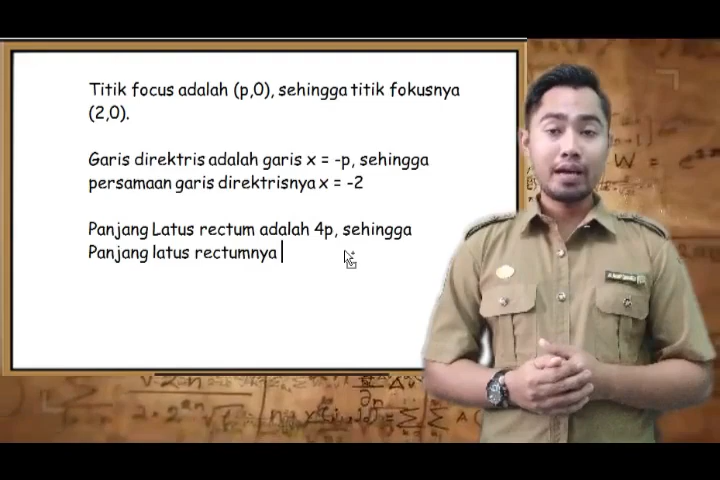 Titik focus adalah (p,0), sehingga titik fokusnya
(2,0).
Garis direktris adalah garis x = -p, sehingga
persamaan garis direktrisnya x = -2
Panjang Latus rectum adalah 4p, sehingga
Panjang latus rectumnya